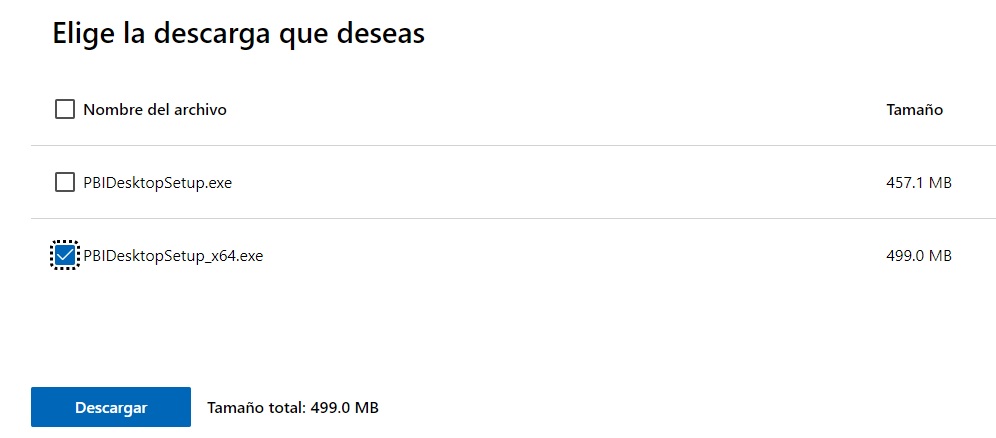 Elige la descarga que deseas
Nombre del archivo Tamaño
PBIDesktopSetup.exe 457.1 MB
PBIDesktopSetup_x64.exe 499.0 MB
Descargar Tamaño total: 499.0 MB